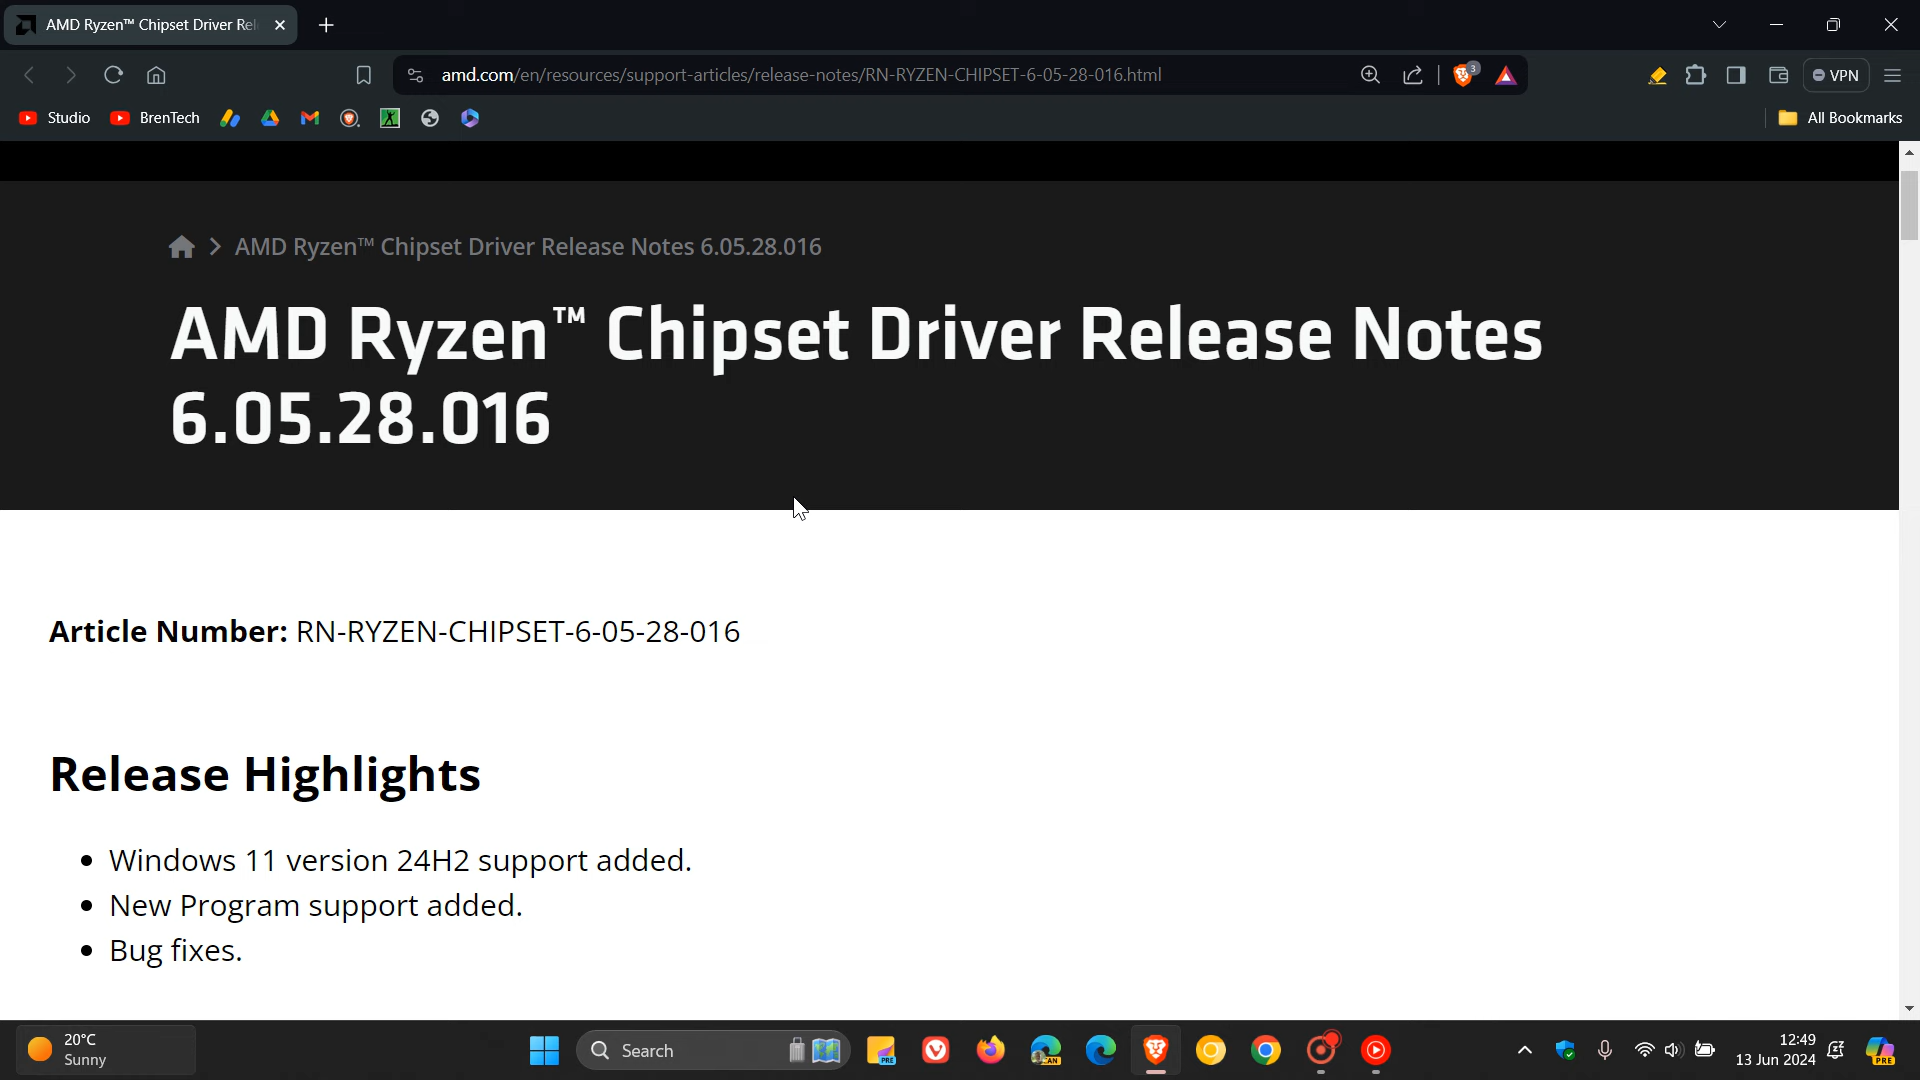 AMD Ryzen™ Chipset Driver Rel
amd.com/en/resources/support-articles/release-notes/RN-RYZEN-CHIPSET-6-05-28-016.html
3
VPN
Studio
BrenTech
All Bookmarks
AMD Ryzen™ Chipset Driver Release Notes 6.05.28.016
AMD Ryzen™ Chipset Driver Release Notes
6.05.28.016
Article Number: RN-RYZEN-CHIPSET-6-05-28-016
Release Highlights
• Windows 11 version 24H2 support added.
• New Program support added.
• Bug fixes.
20°C
Sunny
Search
PRE
CAN
12:49
13 Jun 2024
PRE